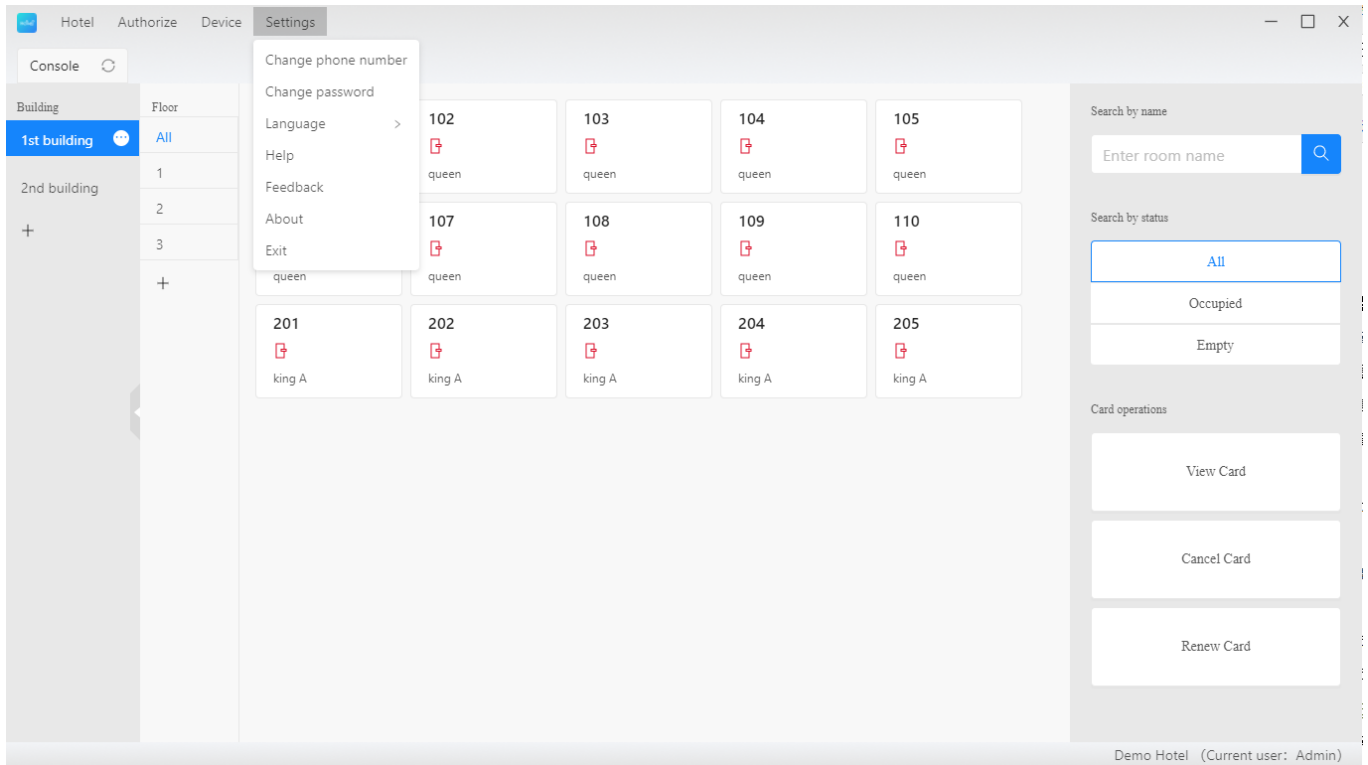 Hotel Authorize Device Settings
Console
Change phone number
Change password
Language
Help
Feedback
About
Exit
Building
1st building
2nd building
+
Floor
All
1
2
3
+
102
queen
103
queen
104
queen
105
queen
queen
107
queen
108
queen
109
queen
110
queen
201
king A
202
king A
203
king A
204
king A
205
king A
Search by name
Enter room name
Search by status
All
Occupied
Empty
Card operations
View Card
Cancel Card
Renew Card
Demo Hotel (Current user: Admin)